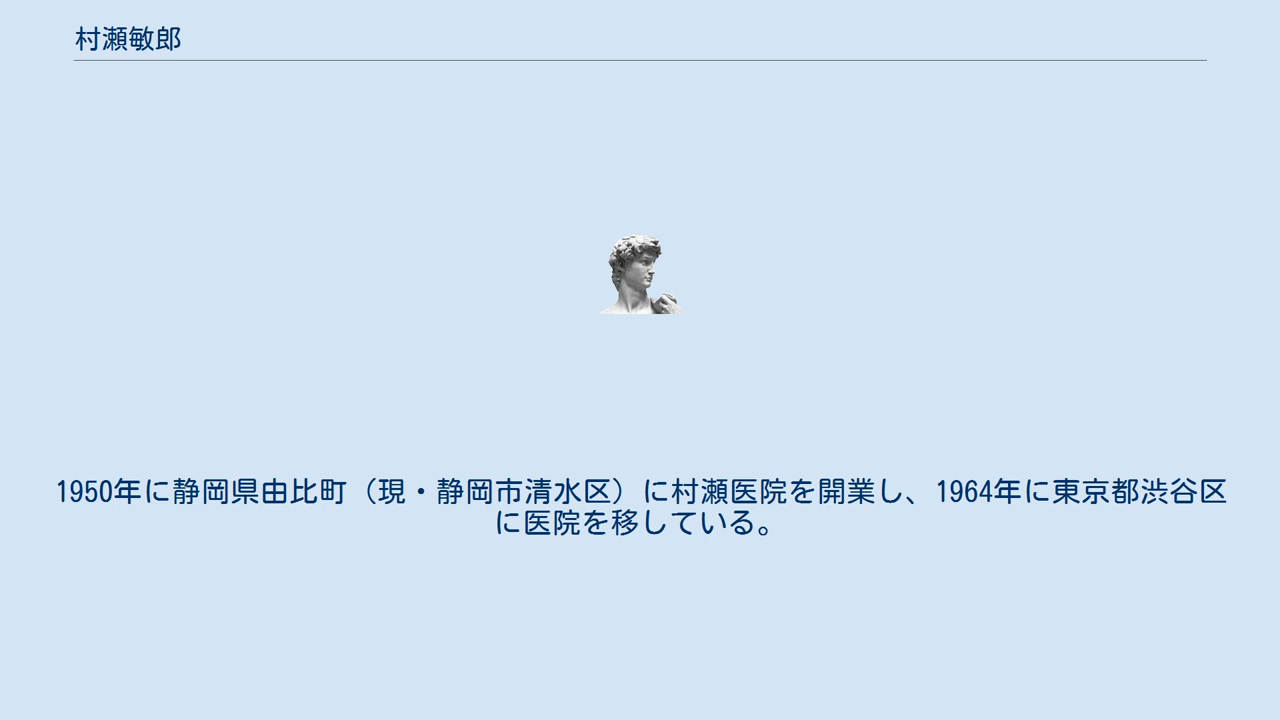 村瀬敏郎
1950年に静岡県由比町（現・静岡市清水区）に村瀬医院を開業し、1964年に東京都渋谷区
に医院を移している。